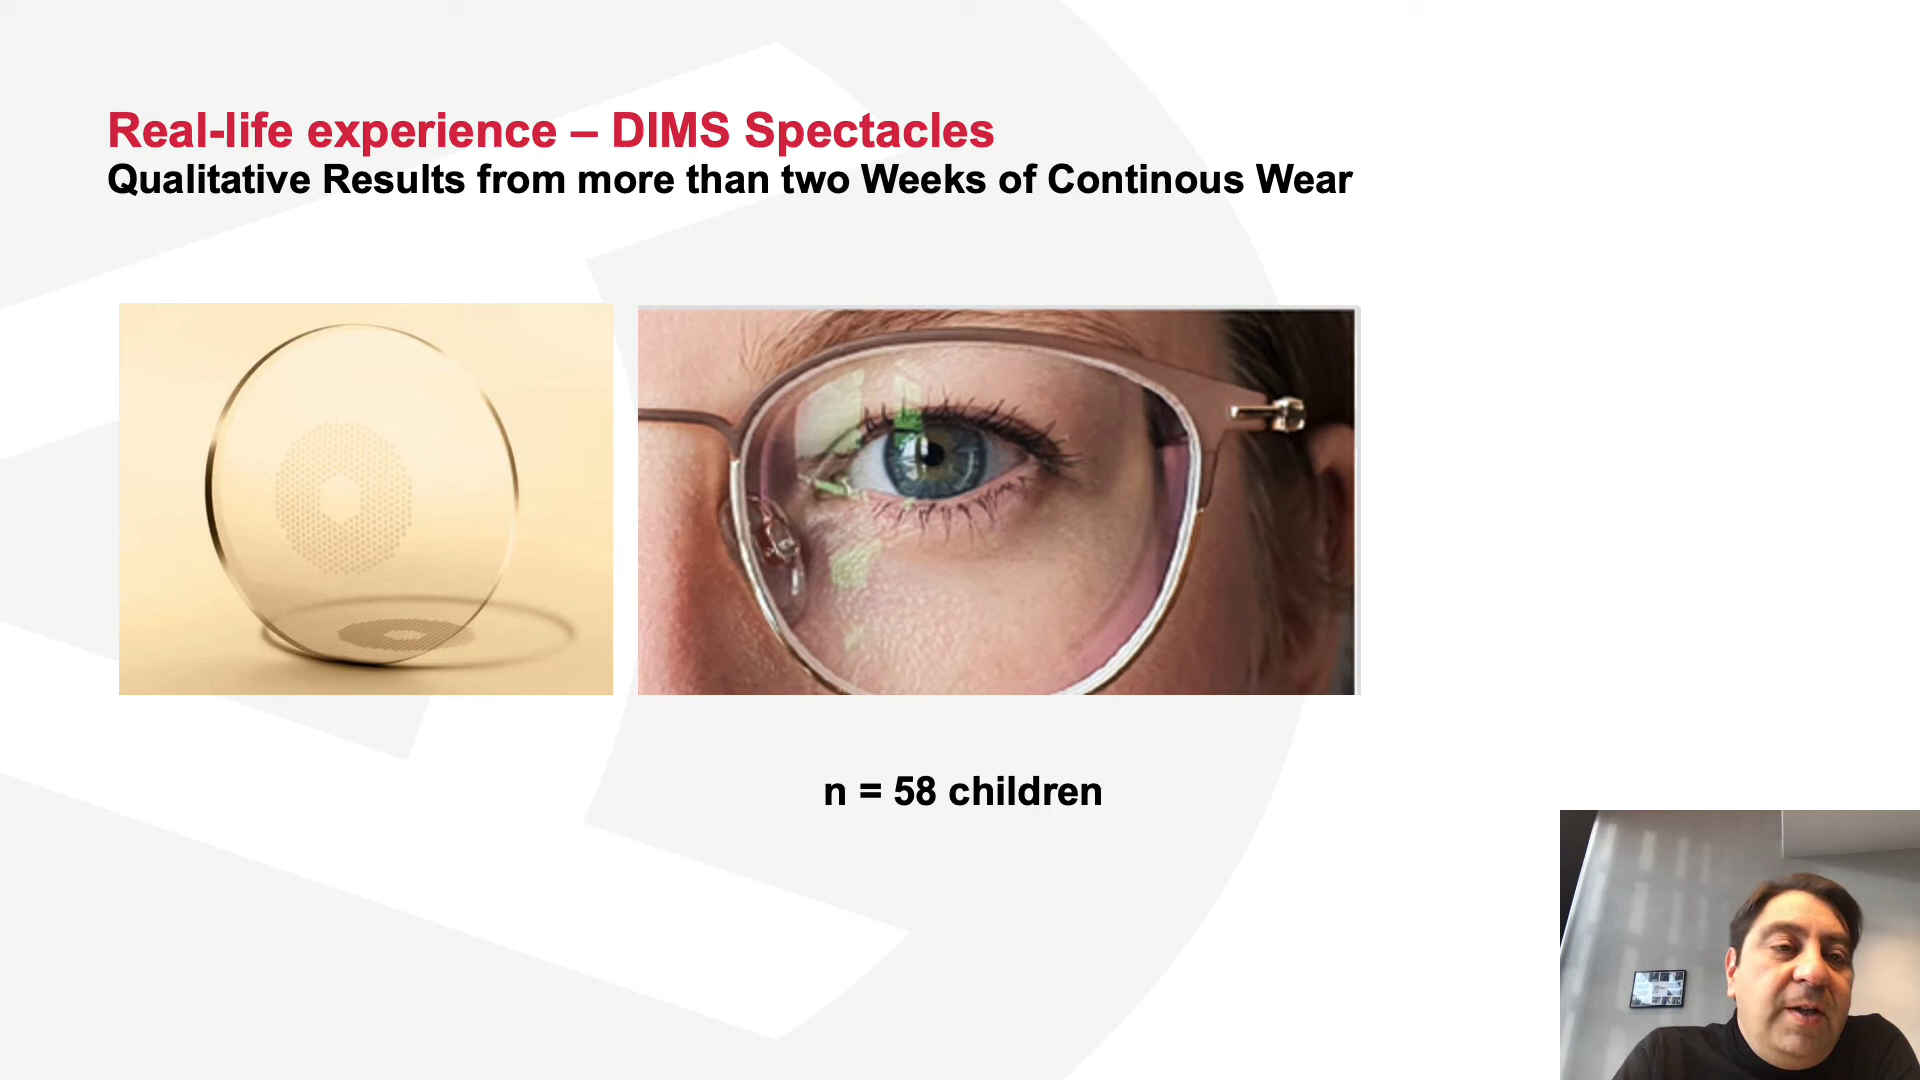 Real-life experience – DIMS Spectacles
Qualitative Results from more than two Weeks of Continous Wear
n = 58 children